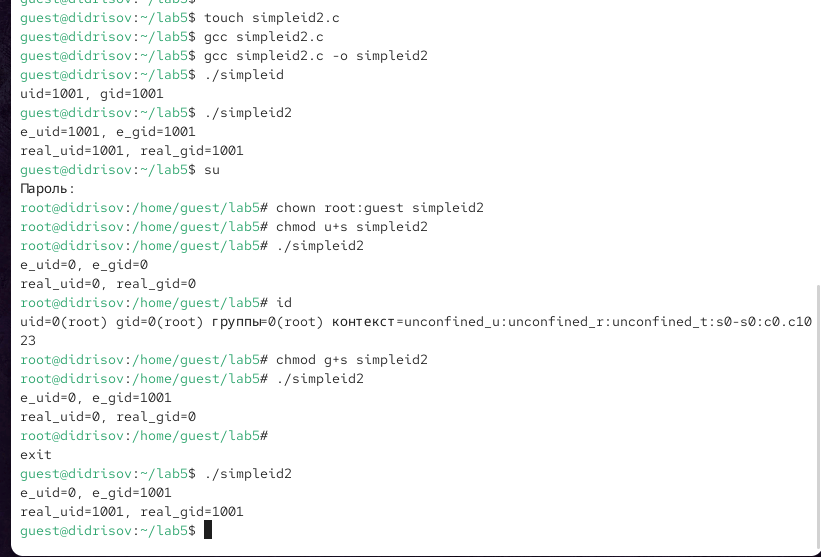 guest@didrisov:~/lab5$ touch simpleid2.c
guest@didrisov:~/lab5$ gcc simpleid2.c
guest@didrisov:~/lab5$ gcc simpleid2.c -o simpleid2
guest@didrisov:~/lab5$ ./simpleid
uid=1001, gid=1001
guest@didrisov:~/lab5$ ./simpleid2
e_uid=1001, e_gid=1001
real_uid=1001, real_gid=1001
guest@didrisov:~/lab5$ su
Пароль:
root@didrisov:/home/guest/lab5# chown root:guest simpleid2
root@didrisov:/home/guest/lab5# chmod u+s simpleid2
root@didrisov:/home/guest/lab5# ./simpleid2
e_uid=0, e_gid=0
real_uid=0, real_gid=0
root@didrisov:/home/guest/lab5# id
uid=0(root) gid=0(root) группы=0(root) контекст=unconfined_u:unconfined_r:unconfined_t:s0-s0:c0.c10
23
root@didrisov:/home/guest/lab5# chmod g+s simpleid2
root@didrisov:/home/guest/lab5# ./simpleid2
e_uid=0, e_gid=1001
real_uid=0, real_gid=0
root@didrisov:/home/guest/lab5#
exit
guest@didrisov:~/lab5$ ./simpleid2
e_uid=0, e_gid=1001
real_uid=1001, real_gid=1001
guest@didrisov:~/lab5$